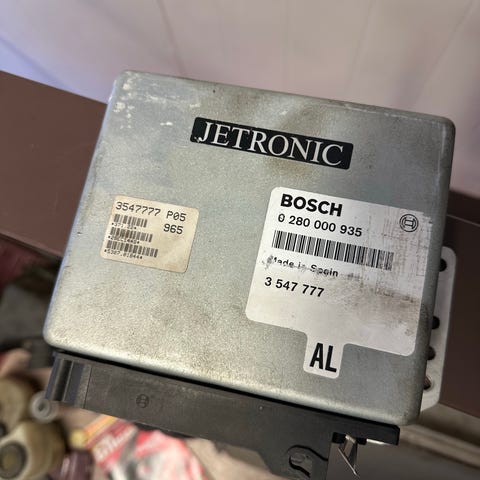 JETRONIC
3547777 P05
965
BOSCH
0 280 000 935
Made in Spain
3 547 777
AL